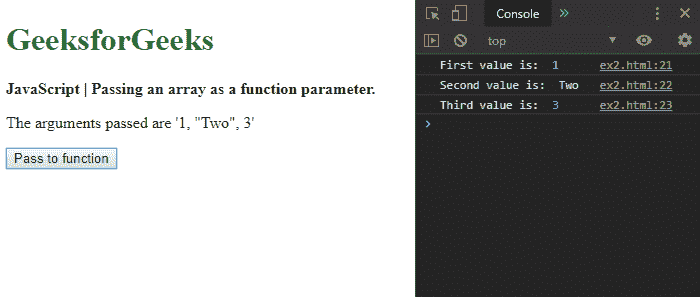 GeeksforGeeks
JavaScript | Passing an array as a function parameter.
The arguments passed are '1, "Two", 3'
Pass to function
Console »
top
First value is: 1 ex2.html:21
Second value is: Two ex2.html:22
Third value is: 3 ex2.html:23